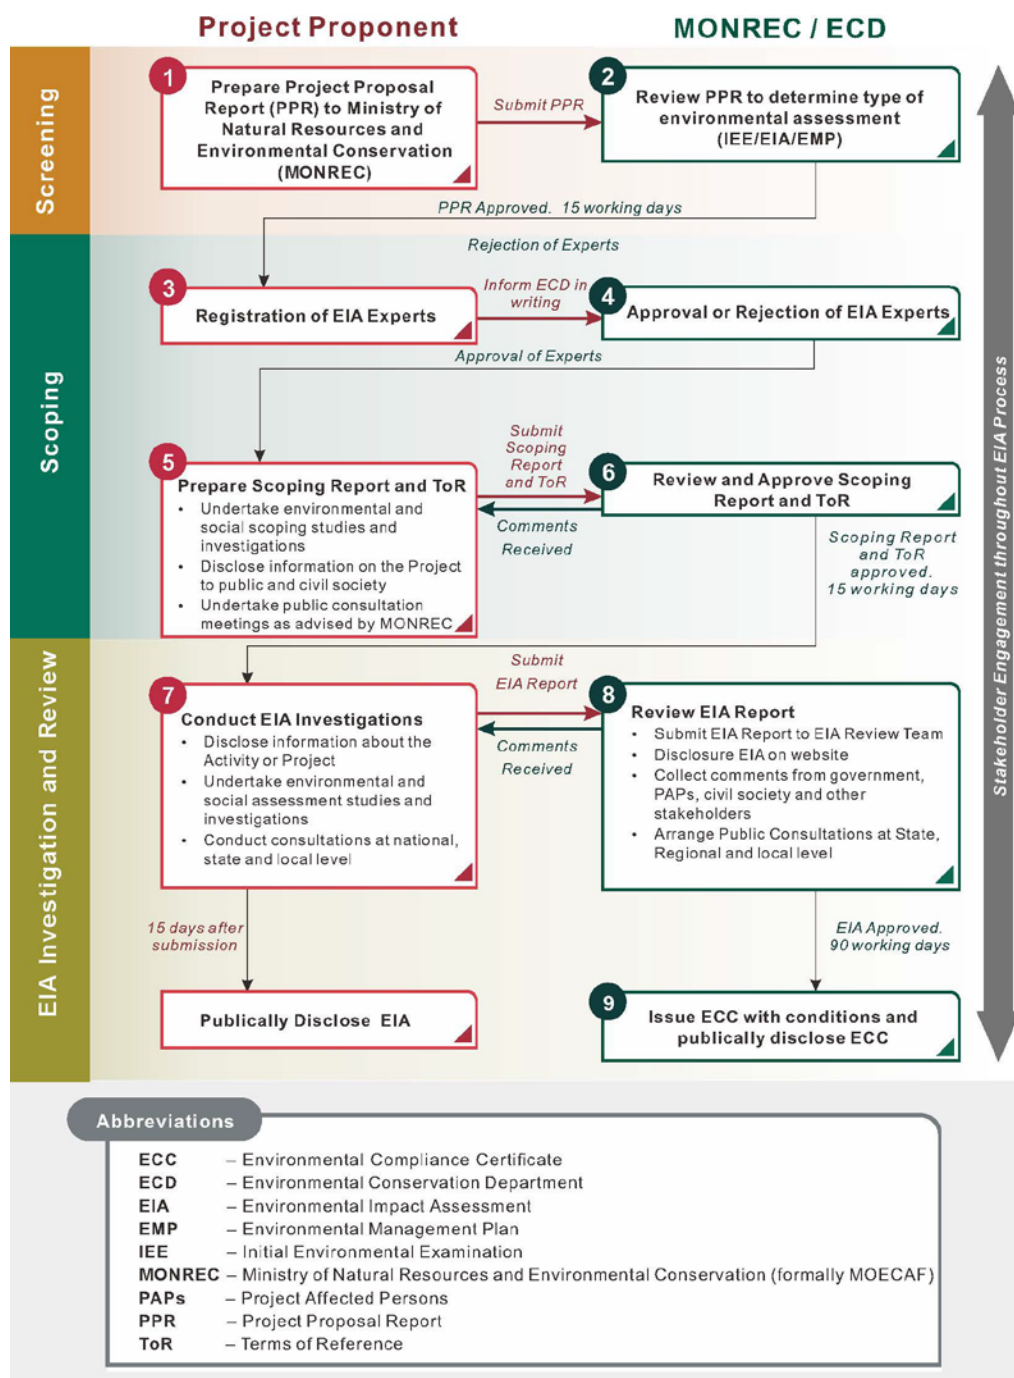 Project Proponent
MONREC / ECD
Screening
1
Prepare Project Proposal
Report (PPR) to Ministry of
Natural Resources and
Environmental Conservation
(MONREC)
Submit PPR
2
Review PPR to determine type of
environmental assessment
(IEE/EIA/EMP)
PPR Approved. 15 working days
Scoping
Rejection of Experts
3
Registration of EIA Experts
Inform ECD in
writing
4
Approval or Rejection of EIA Experts
Approval of Experts
5
Prepare Scoping Report and ToR
• Undertake environmental and
social scoping studies and
investigations
• Disclose information on the Project
to public and civil society
• Undertake public consultation
meetings as advised by MONREC
Submit
Scoping
Report
and ToR
Comments
Received
6
Review and Approve Scoping
Report and ToR
Scoping Report
and ToR
approved.
15 working days
EIA Investigation and Review
7
Conduct EIA Investigations
• Disclose information about the
Activity or Project
• Undertake environmental and
social assessment studies and
investigations
• Conduct consultations at national,
state and local level
Submit
EIA Report
Comments
Received
8
Review EIA Report
• Submit EIA Report to EIA Review Team
• Disclosure EIA on website
• Collect comments from government,
PAPs, civil society and other
stakeholders
• Arrange Public Consultations at State,
Regional and local level
15 days after
submission
EIA Approved.
90 working days
Publically Disclose EIA
9
Issue ECC with conditions and
publically disclose ECC
Stakeholder Engagement throughout EIA Process
Abbreviations
ECC – Environmental Compliance Certificate
ECD – Environmental Conservation Department
EIA – Environmental Impact Assessment
EMP – Environmental Management Plan
IEE – Initial Environmental Examination
MONREC – Ministry of Natural Resources and Environmental Conservation (formally MOECAF)
PAPs – Project Affected Persons
PPR – Project Proposal Report
ToR – Terms of Reference